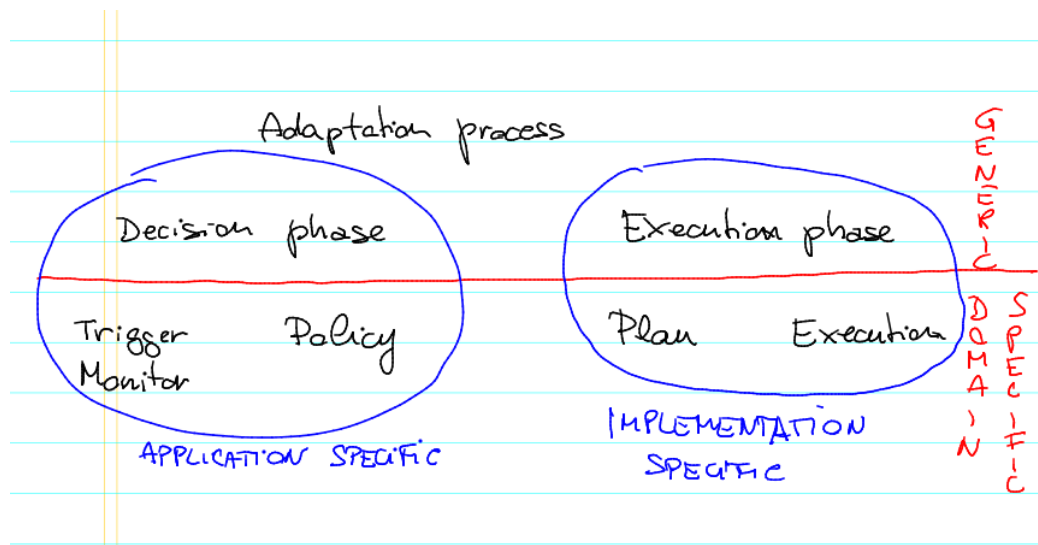 Adaptation process
GENERIC
Decision phase
Execution phase
Trigger
Monitor
Policy
Plan
Execution
DOMAIN
SPECIFIC
APPLICATION SPECIFIC
IMPLEMENTATION
SPECIFIC